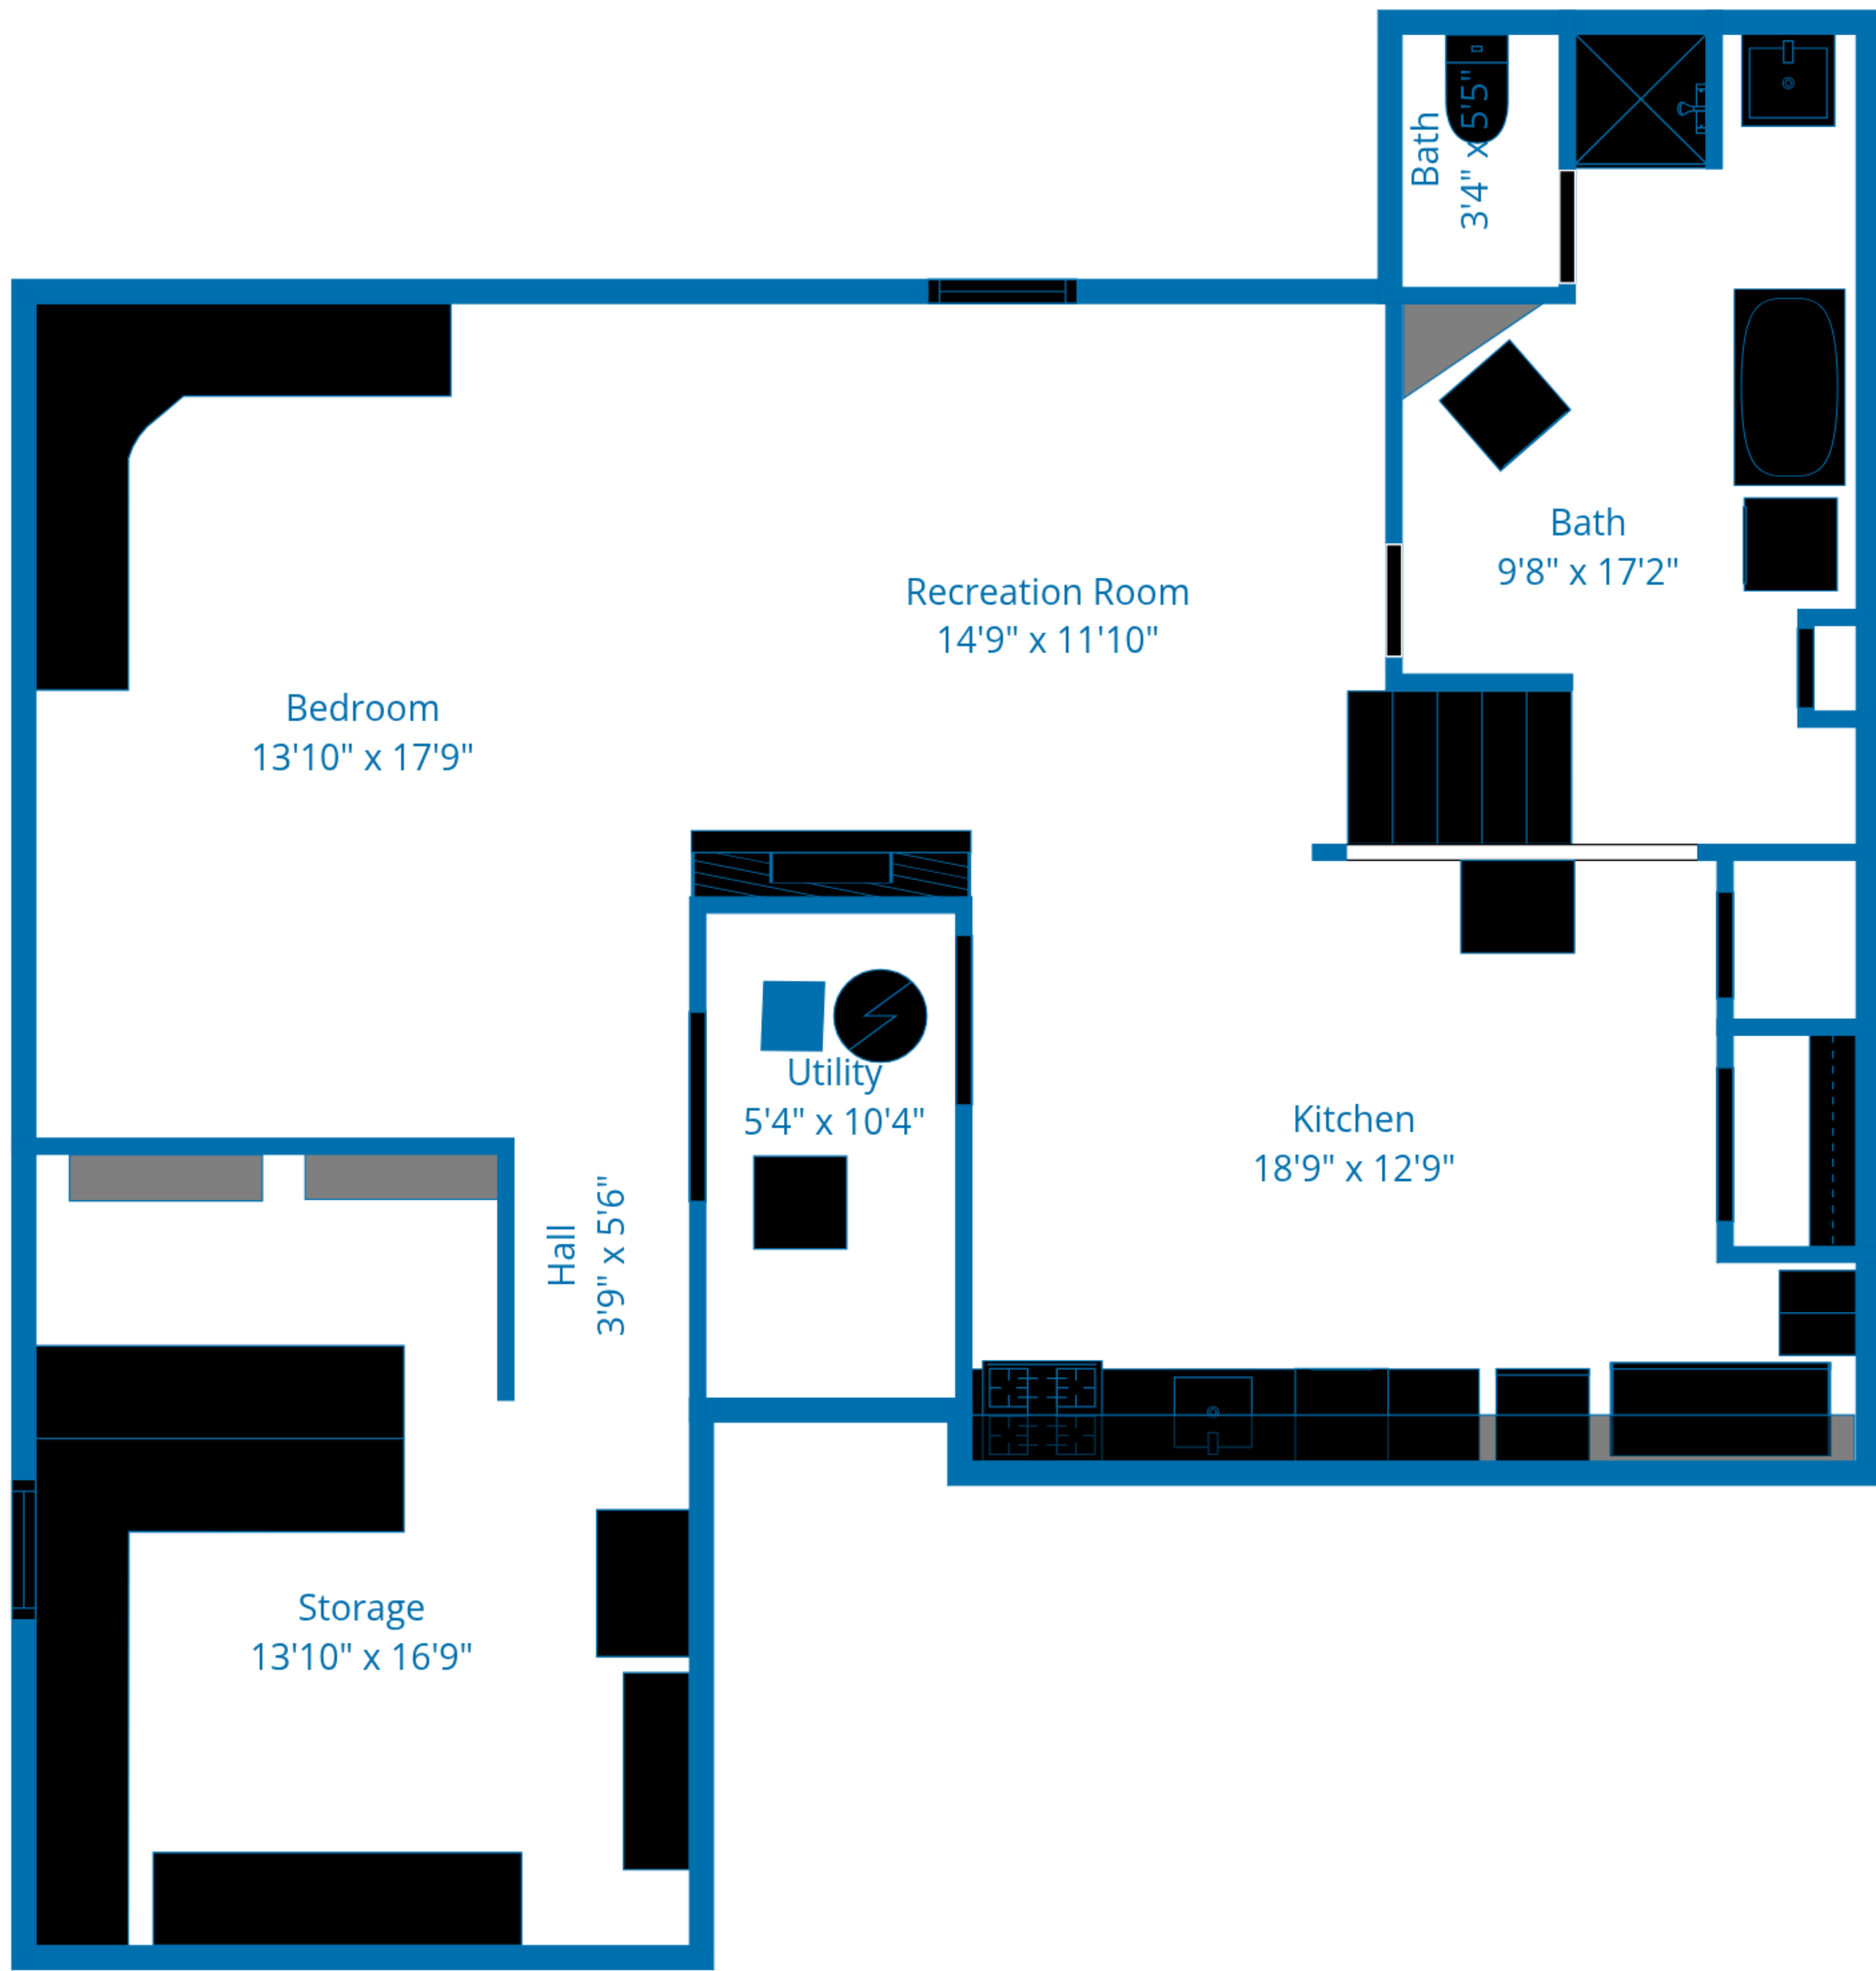 Bath
3'4" x 5'5"
Bath
9'8" x 17'2"
Recreation Room
14'9" x 11'10"
Bedroom
13'10" x 17'9"
Utility
5'4" x 10'4"
Kitchen
18'9" x 12'9"
Hall
3'9" x 5'6"
Storage
13'10" x 16'9"